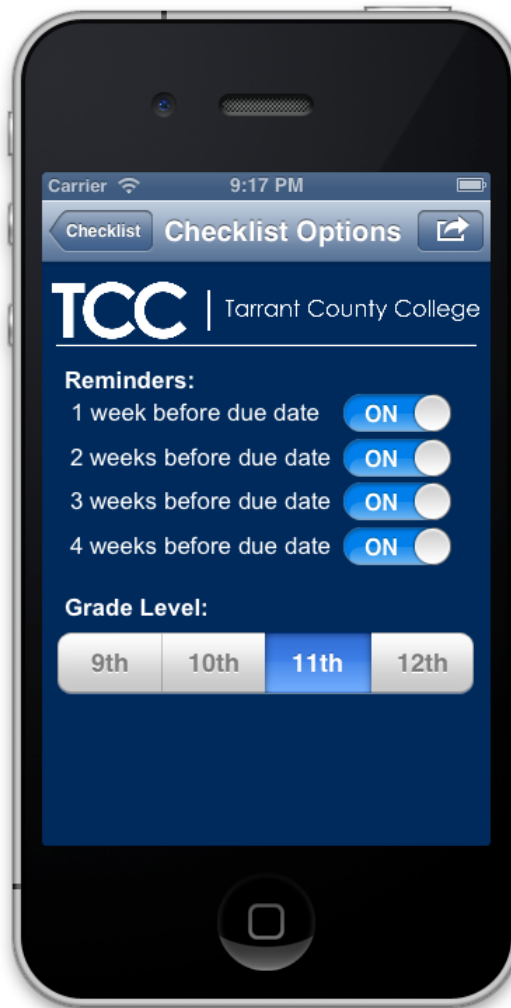 Carrier 9:17 PM
Checklist Checklist Options
TCC | Tarrant County College
Reminders:
1 week before due date ON
2 weeks before due date ON
3 weeks before due date ON
4 weeks before due date ON
Grade Level:
9th 10th 11th 12th